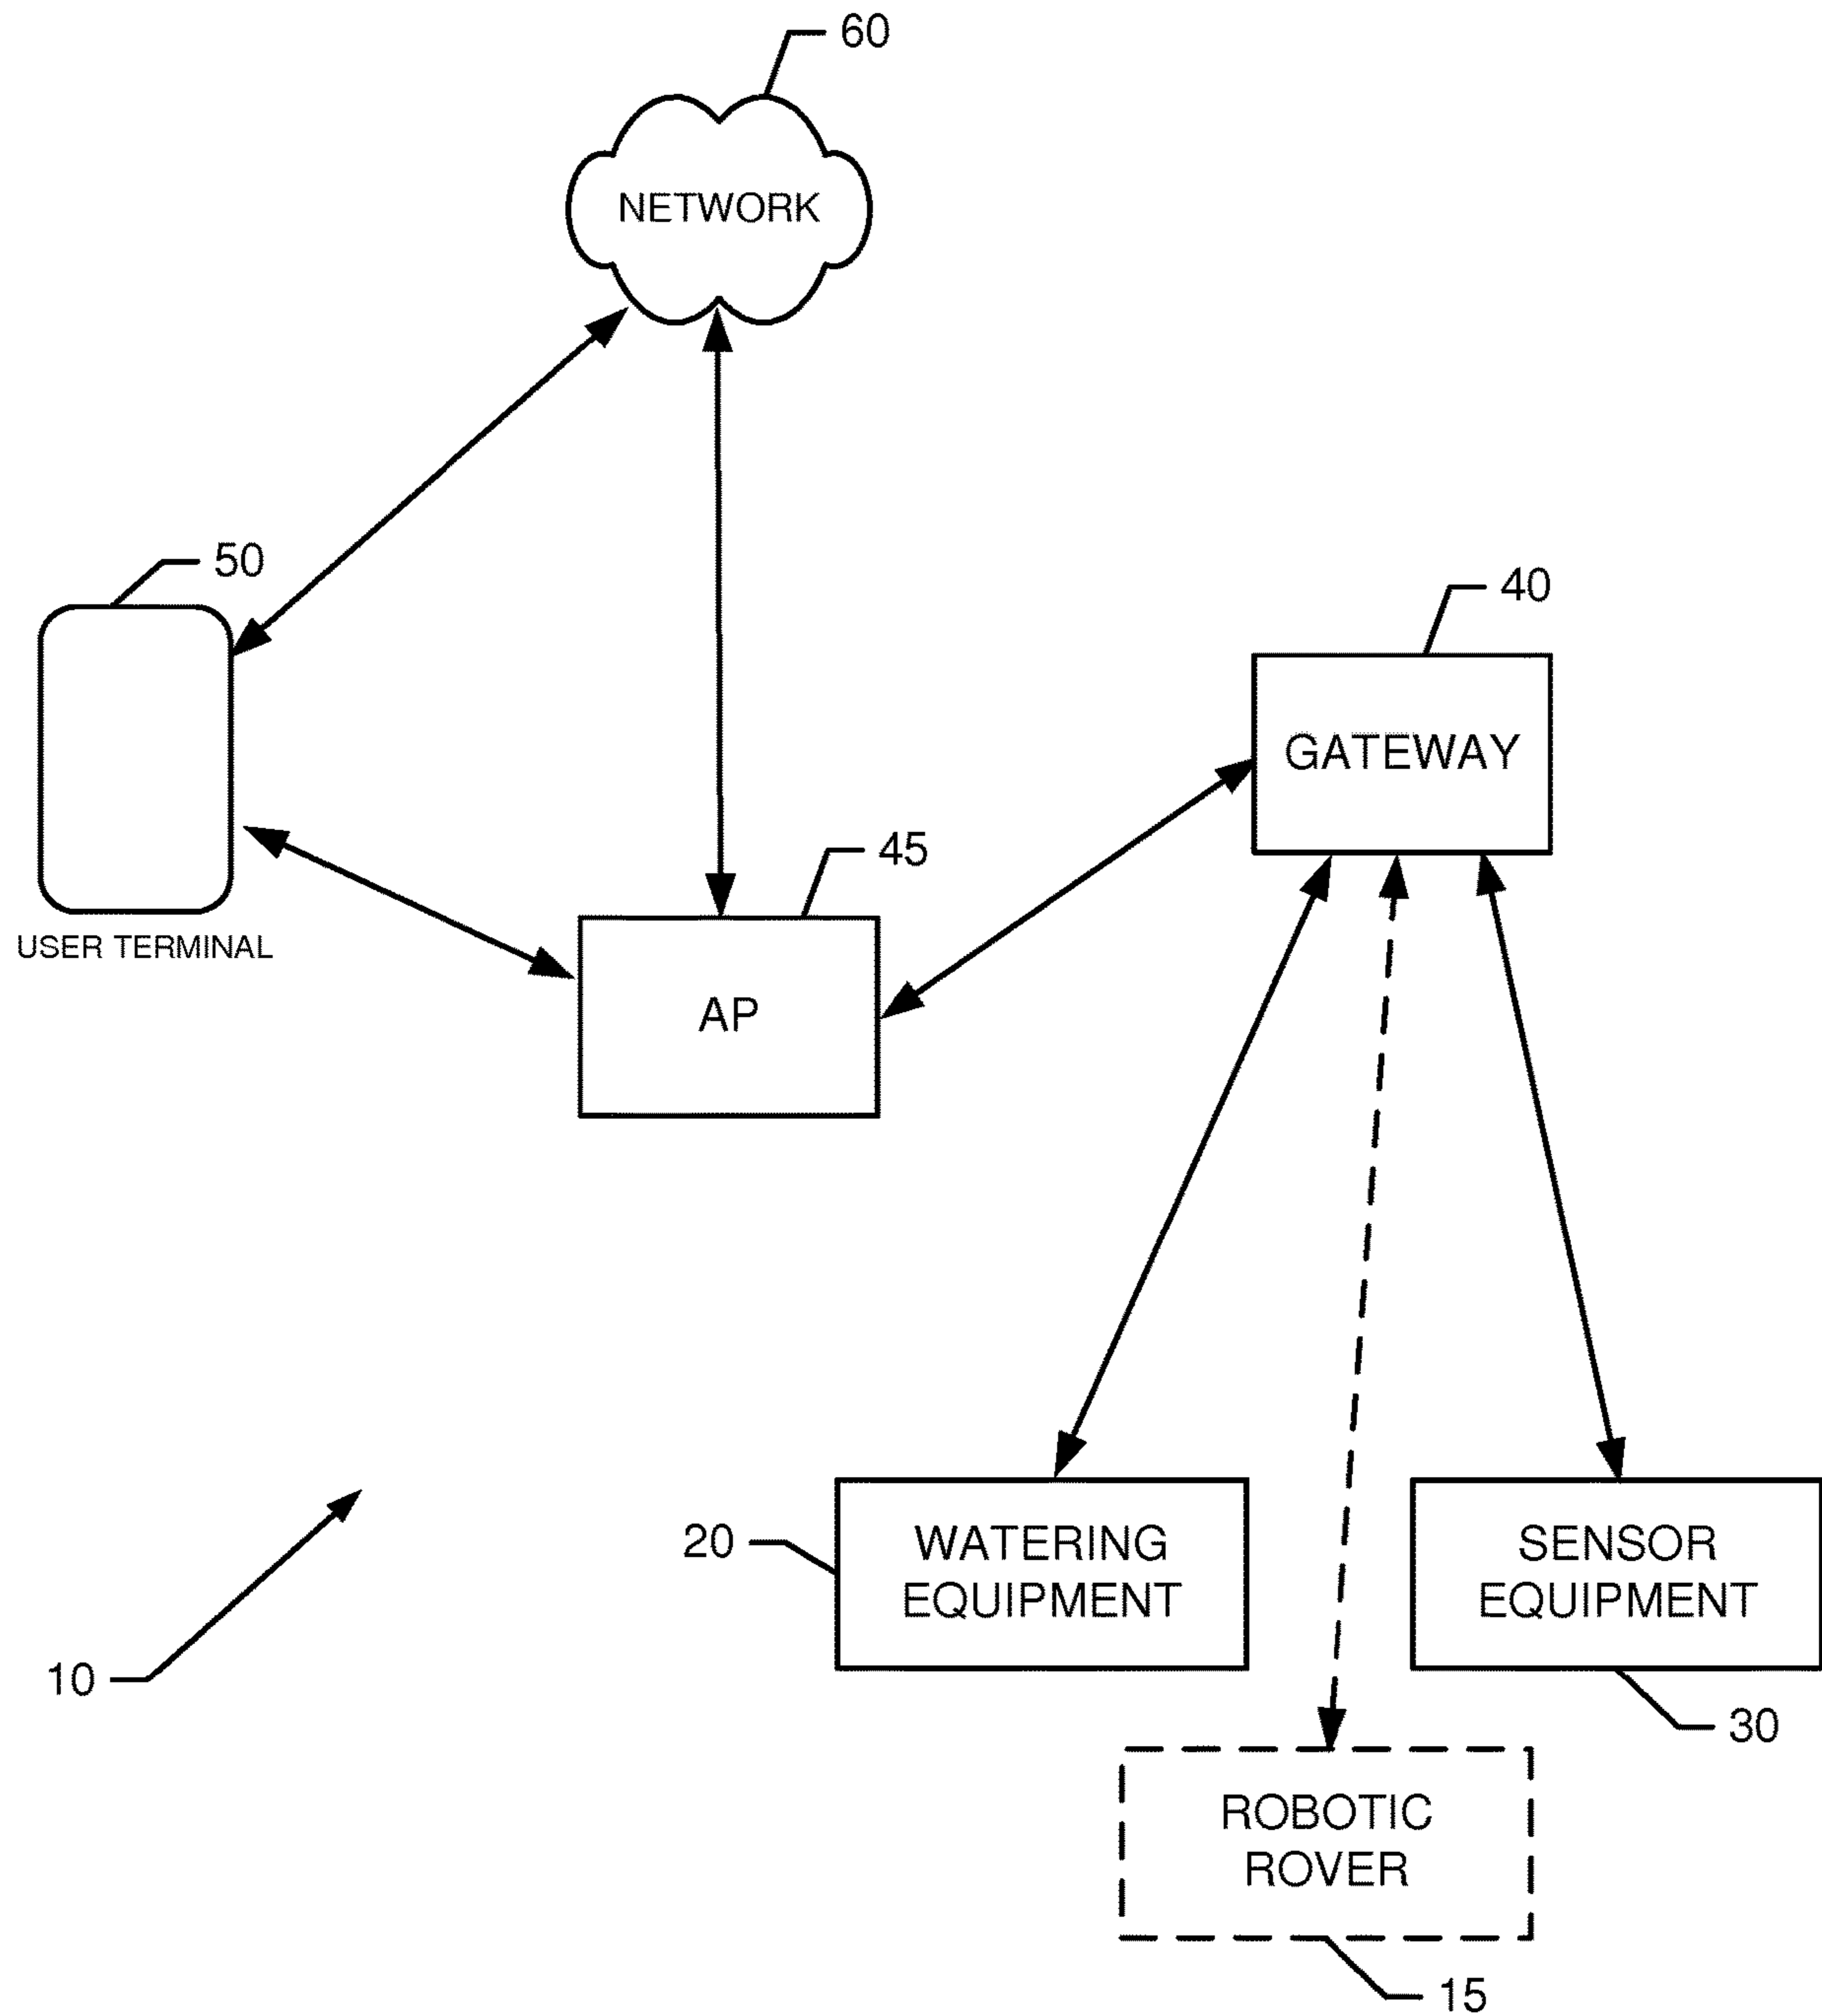 60
NETWORK
50
40
GATEWAY
45
USER TERMINAL
AP
20
WATERING
EQUIPMENT
SENSOR
EQUIPMENT
10
30
ROBOTIC
ROVER
15